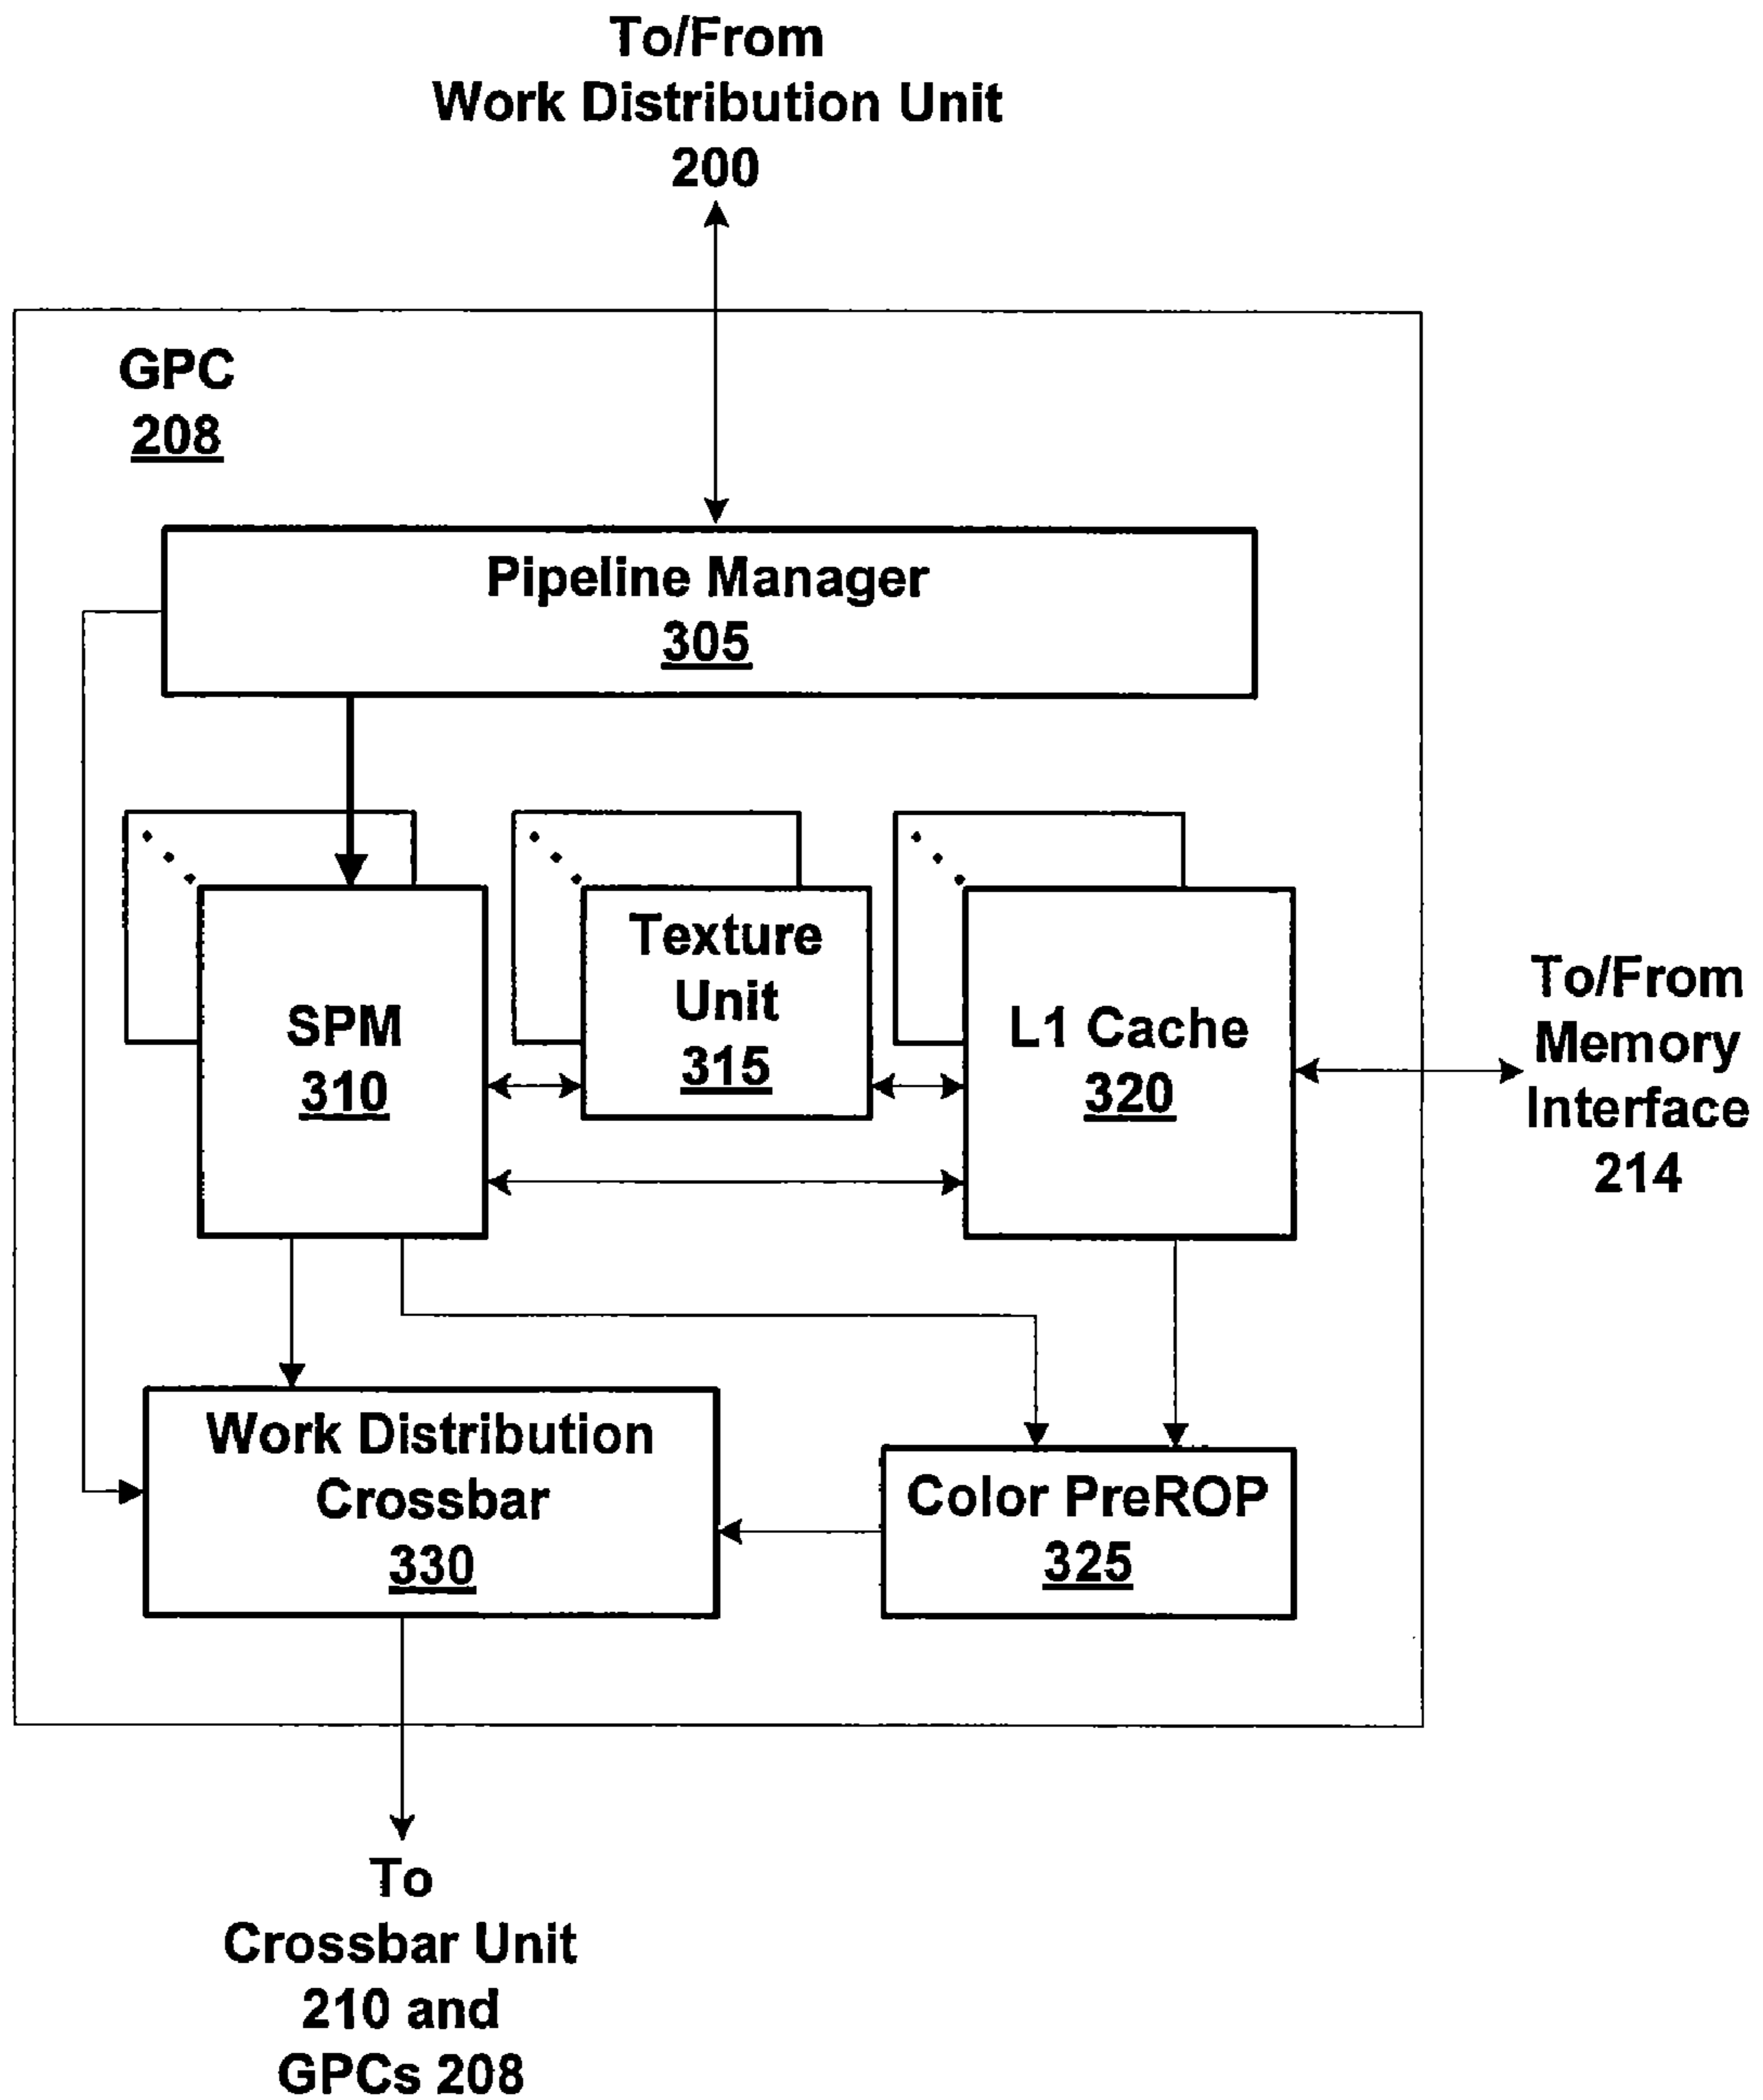 To/From
Work Distribution Unit
200
GPC
208
Pipeline Manager
305
SPM
310
Texture
Unit
315
L1 Cache
320
To/From
Memory
Interface
214
Work Distribution
Crossbar
330
Color PreROP
325
To
Crossbar Unit
210 and
GPCs 208